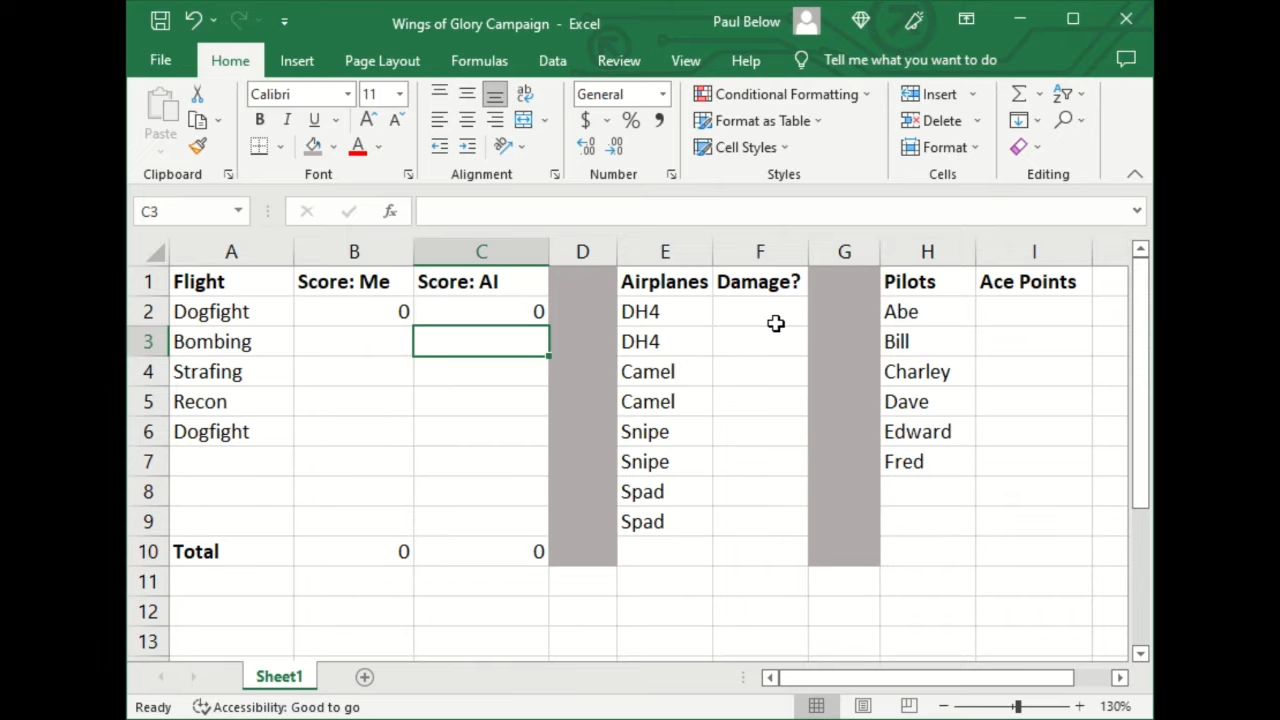 Wings of Glory Campaign - Excel
Paul Below
File Home Insert Page Layout Formulas Data Review View Help Tell me what you want to do
Paste
Calibri 11
B I U A A
A
ab
c
General
$ % 9
Conditional Formatting
Format as Table
Cell Styles
Insert
Delete
Format
Clipboard Font Alignment Number Styles Cells Editing
C3 fx
A B C D E F G H I
1 Flight Score: Me Score: AI Airplanes Damage? Pilots Ace Points
2 Dogfight 0 0 DH4 Abe
3 Bombing DH4 Bill
4 Strafing Camel Charley
5 Recon Camel Dave
6 Dogfight Snipe Edward
7 Snipe Fred
8 Spad
9 Spad
10 Total 0 0
11
12
13
Sheet1
Ready Accessibility: Good to go 130%